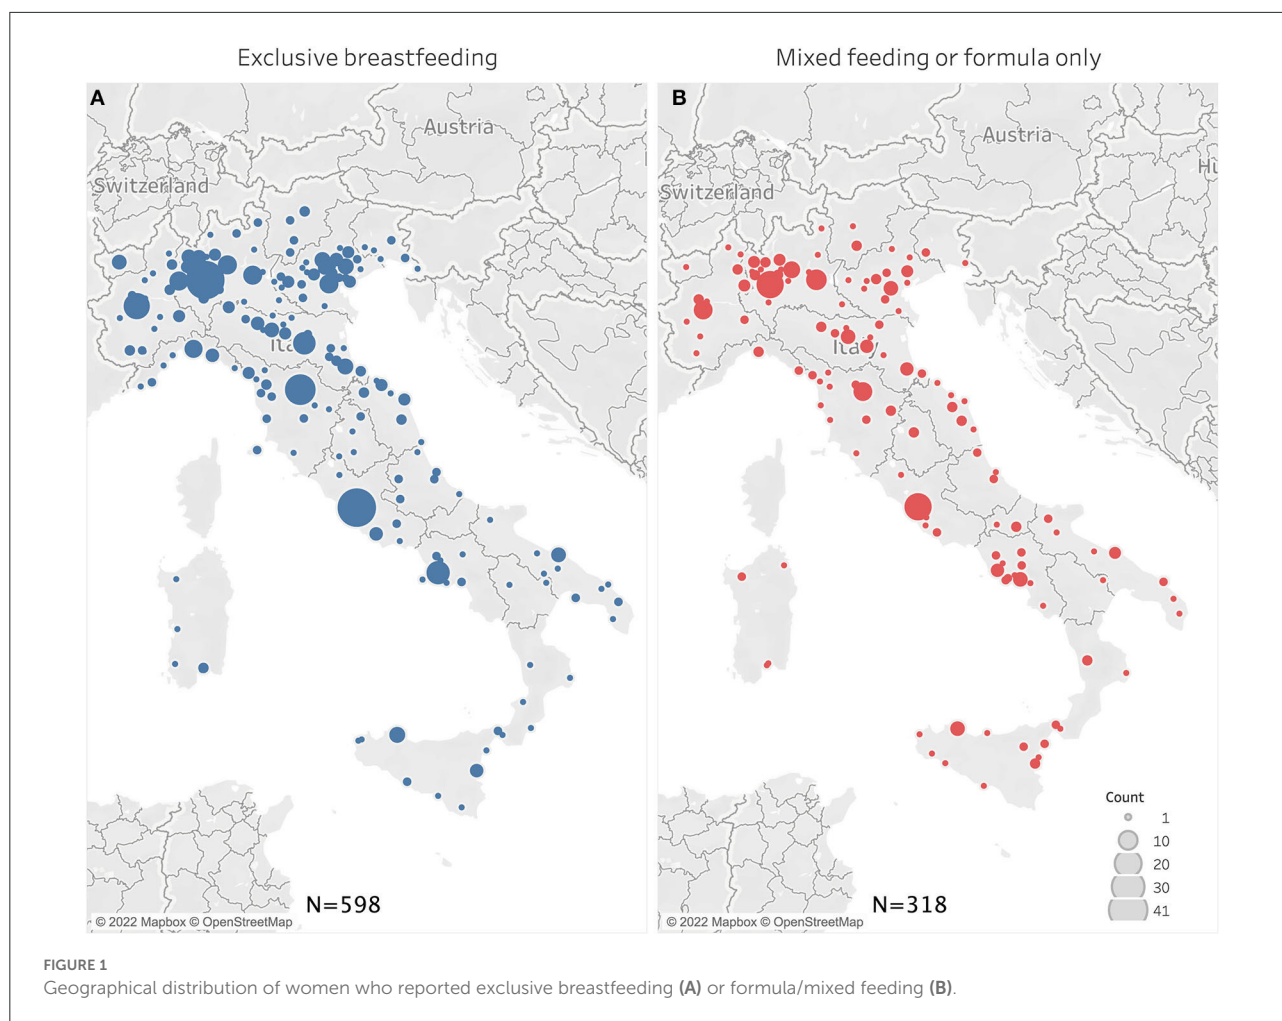 Exclusive breastfeeding
Mixed feeding or formula only
A
Austria
Switzerland
Italy
N=598
© 2022 Mapbox © OpenStreetMap
B
Austria
Hu
Switzerland
Italy
Count
1
10
20
30
41
N=318
© 2022 Mapbox © OpenStreetMap
FIGURE 1
Geographical distribution of women who reported exclusive breastfeeding (A) or formula/mixed feeding (B).